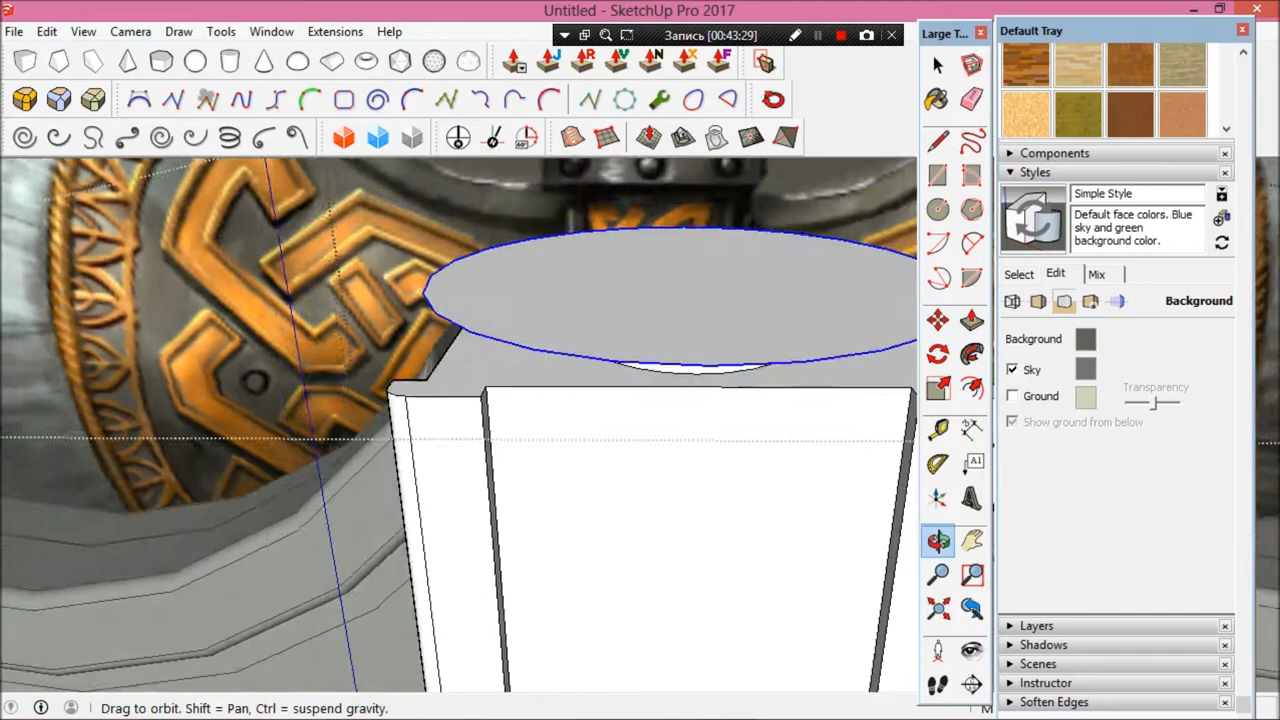 Untitled - SketchUp Pro 2017
File Edit View Camera Draw Tools Window Extensions Help
Запись [00:43:29]
J R V N X F
Large T...
Default Tray
Components
Styles
Simple Style
Default face colors. Blue
sky and green
background color.
Select Edit Mix
Background
Background
Sky
Ground
Transparency
Show ground from below
A1
Layers
Shadows
Scenes
Instructor
Soften Edges
Drag to orbit. Shift = Pan, Ctrl = suspend gravity.